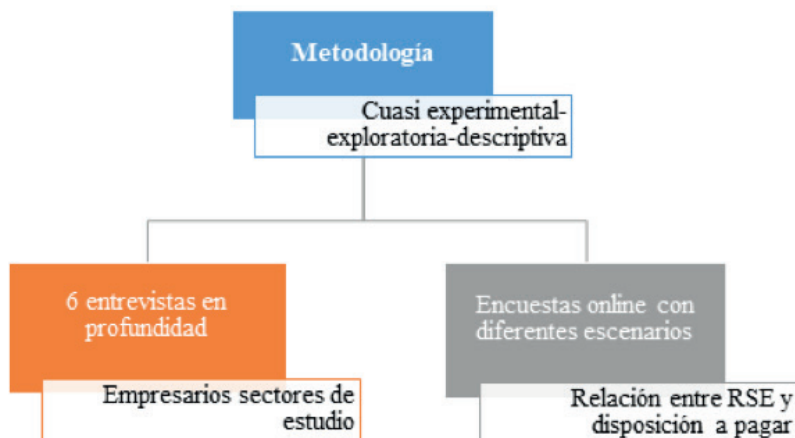 Metodología
Cuasi experimental-
exploratoria-descriptiva
6 entrevistas en
profundidad
Empresarios sectores de
estudio
Encuestas online con
diferentes escenarios
Relación entre RSE y
disposición a pagar